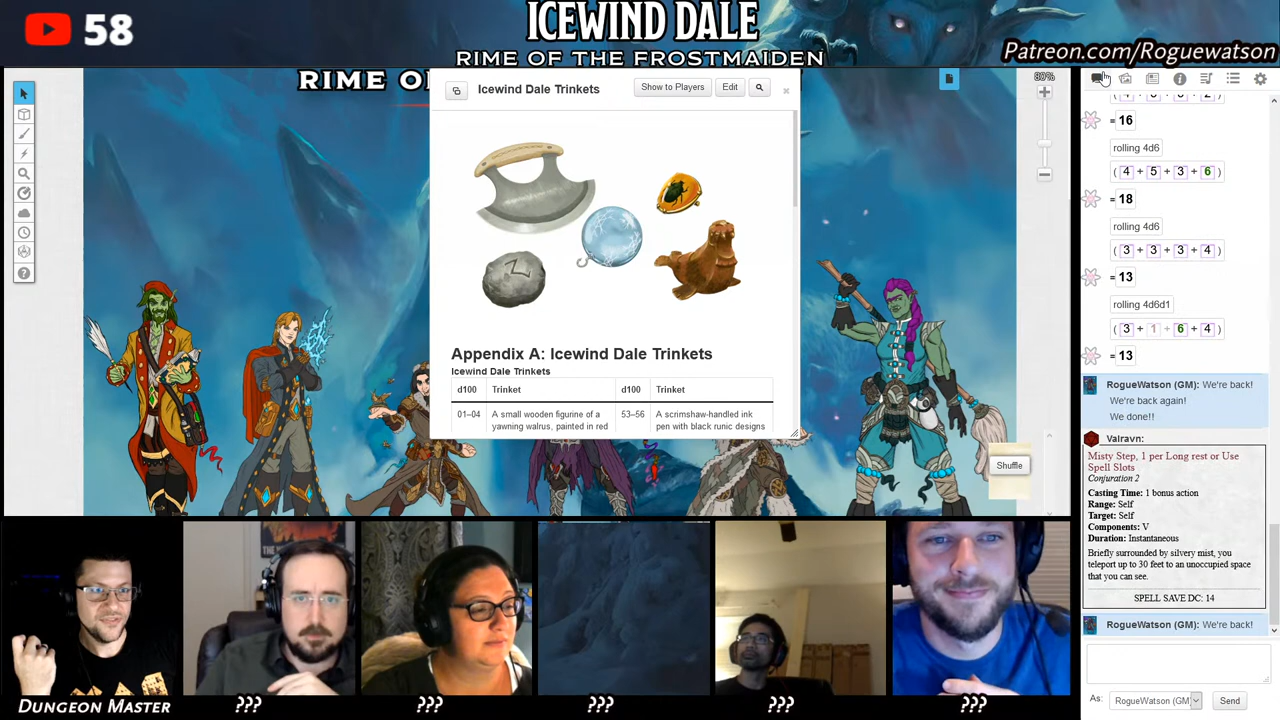 58
ICEWIND DALE
RIME OF THE FROSTMAIDEN
Patreon.com/Roguewatson
RIME O
Icewind Dale Trinkets
Show to Players
Edit
80%
Appendix A: Icewind Dale Trinkets
Icewind Dale Trinkets
d100 Trinket d100 Trinket
01–04 A small wooden figurine of a 53–56 A scrimshaw-handled ink
yawning walrus, painted in red pen with black runic designs
Shuffle
= 16
rolling 4d6
( 4 + 5 + 3 + 6 )
= 18
rolling 4d6
( 3 + 3 + 3 + 4 )
= 13
rolling 4d6d1
( 3 + 1 + 6 + 4 )
= 13
RogueWatson (GM): We're back!
We're back again!
We done!!
Valravn:
Misty Step, 1 per Long rest or Use
Spell Slots
Conjuration 2
Casting Time: 1 bonus action
Range: Self
Target: Self
Components: V
Duration: Instantaneous
Briefly surrounded by silvery mist, you
teleport up to 30 feet to an unoccupied space
that you can see.
SPELL SAVE DC: 14
RogueWatson (GM): We're back!
As: RogueWatson (GM Send
DUNGEON MASTER
???
???
???
???
???